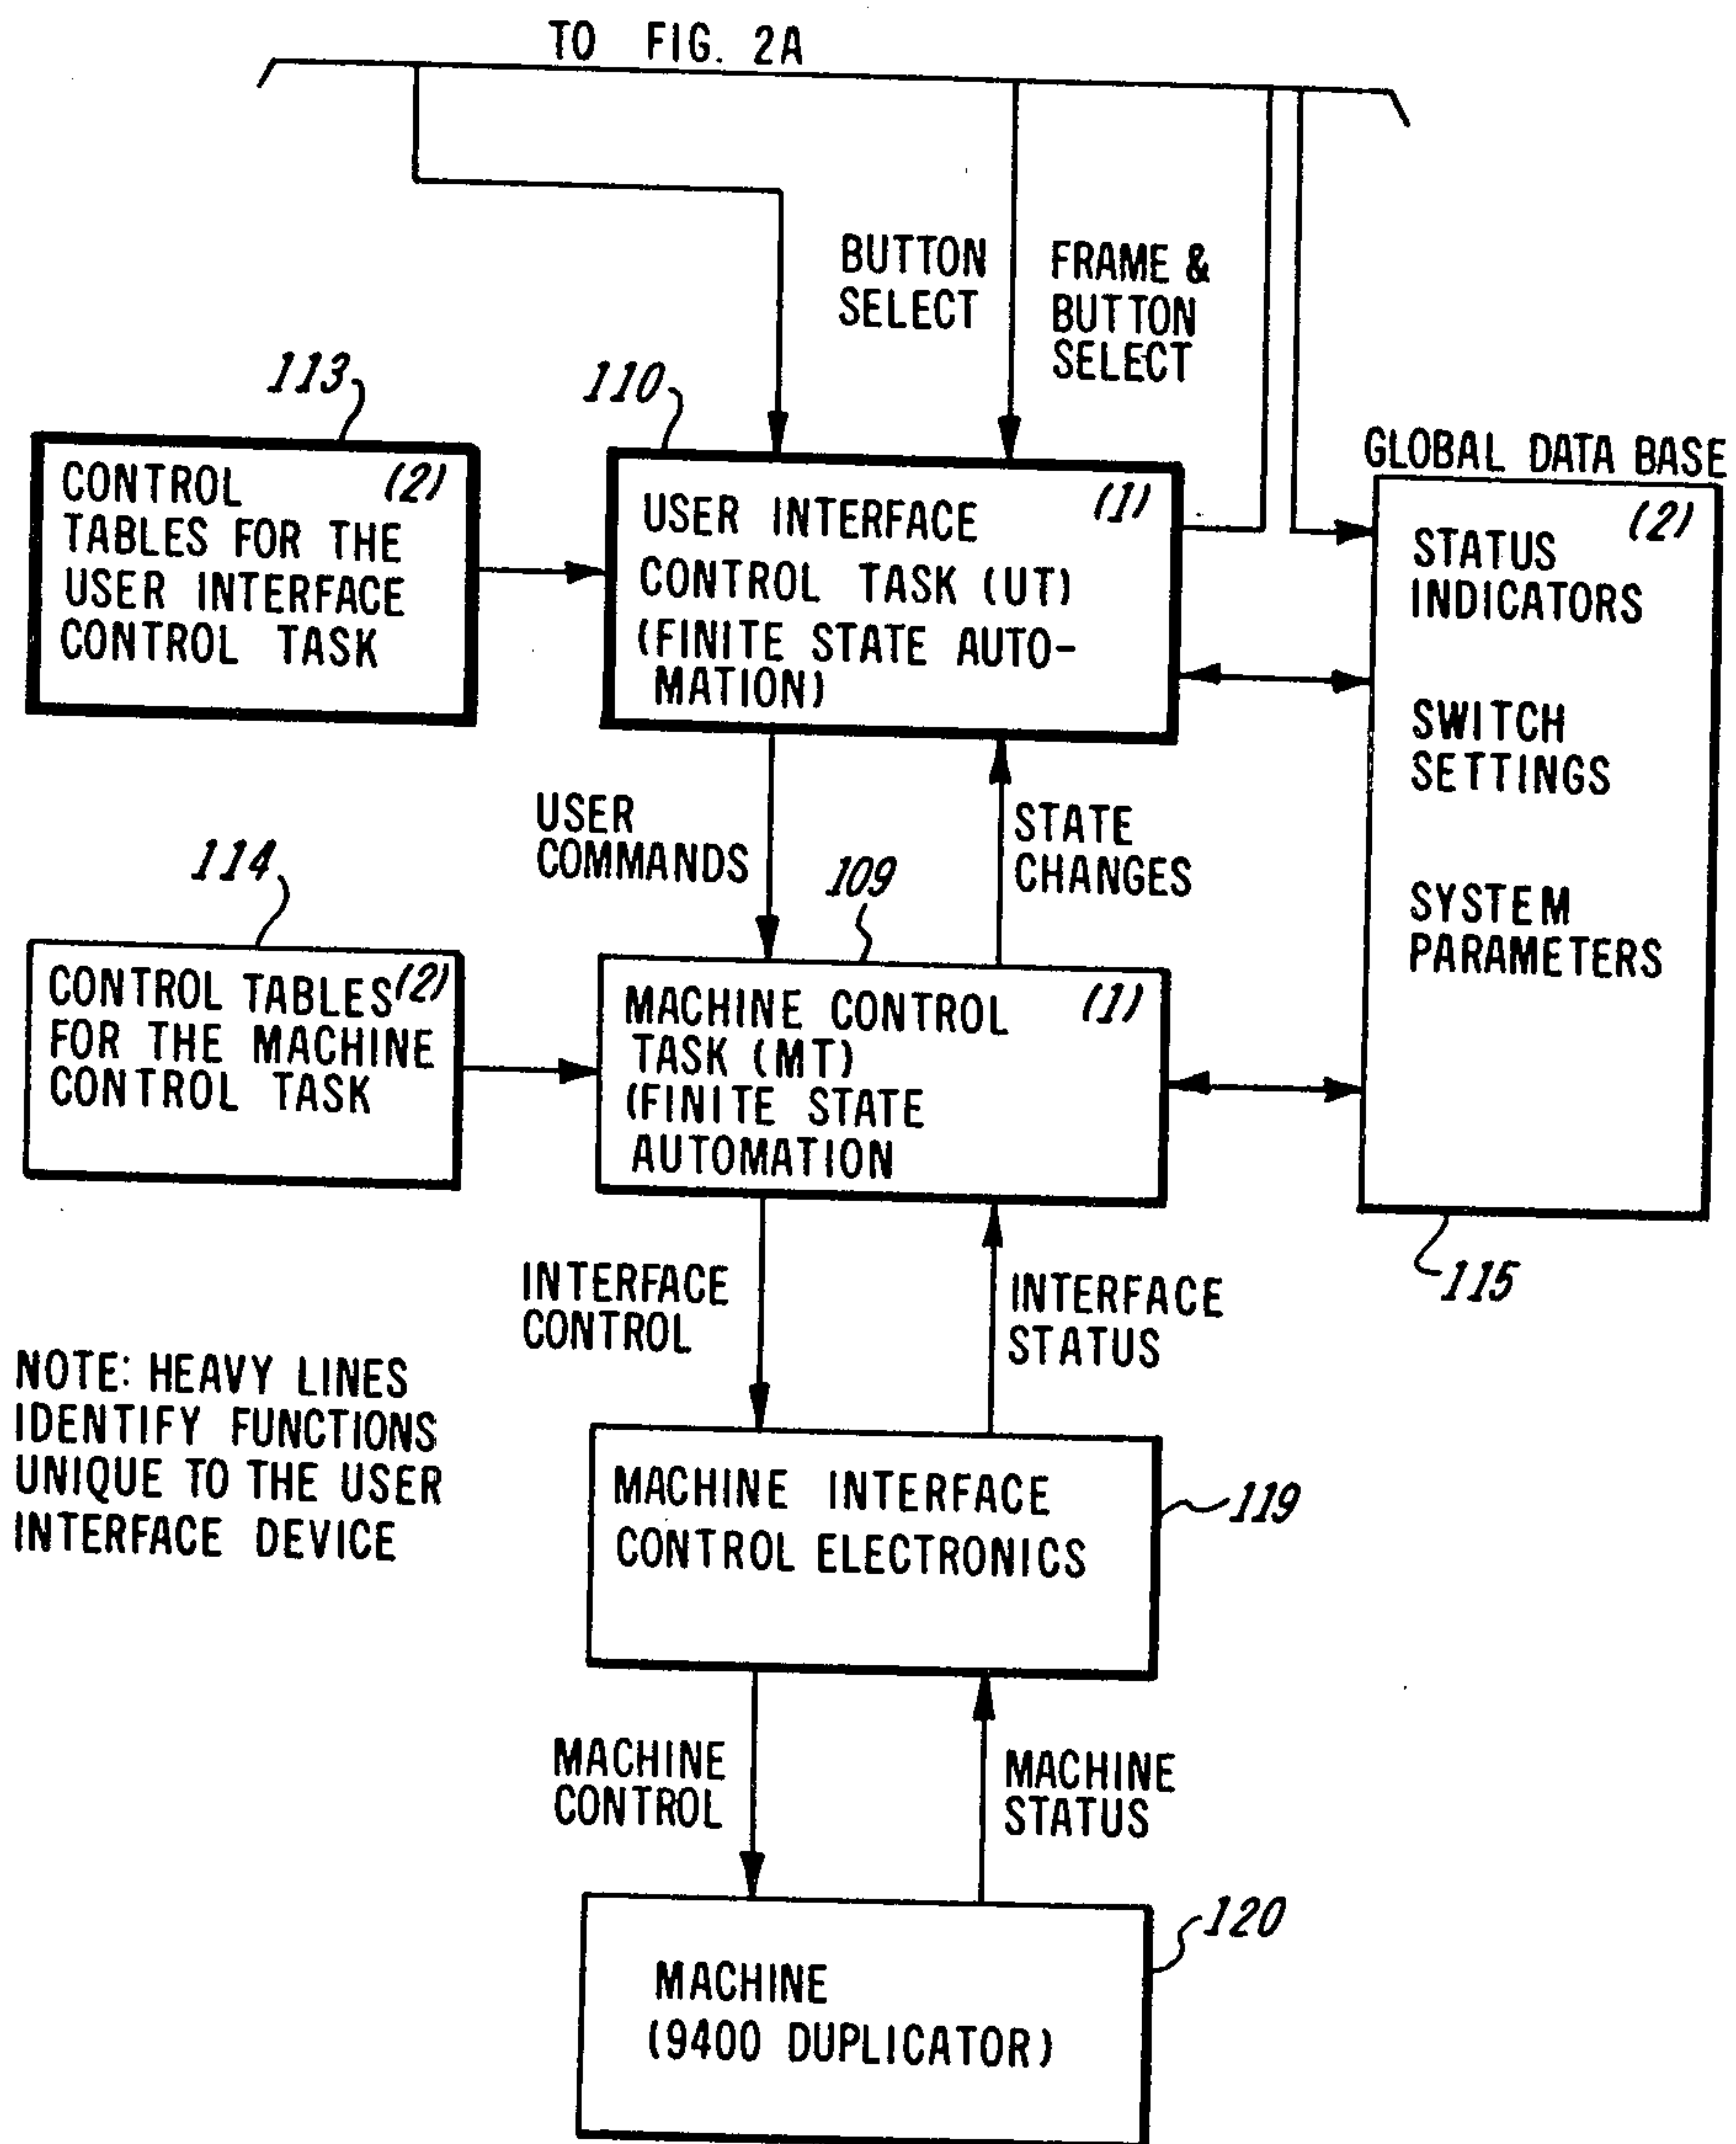 TO FIG. 2A
BUTTON
SELECT
FRAME &
BUTTON
SELECT
113
110
CONTROL (2)
TABLES FOR THE
USER INTERFACE
CONTROL TASK
USER INTERFACE (1)
CONTROL TASK (UT)
(FINITE STATE AUTO-
MATION)
GLOBAL DATA BASE
(2)
STATUS
INDICATORS
SWITCH
SETTINGS
SYSTEM
PARAMETERS
115
USER
COMMANDS
STATE
CHANGES
114
109
CONTROL TABLES (2)
FOR THE MACHINE
CONTROL TASK
MACHINE CONTROL (1)
TASK (MT)
(FINITE STATE
AUTOMATION
INTERFACE
CONTROL
INTERFACE
STATUS
NOTE: HEAVY LINES
IDENTIFY FUNCTIONS
UNIQUE TO THE USER
INTERFACE DEVICE
MACHINE INTERFACE
CONTROL ELECTRONICS
119
MACHINE
CONTROL
MACHINE
STATUS
120
MACHINE
(9400 DUPLICATOR)